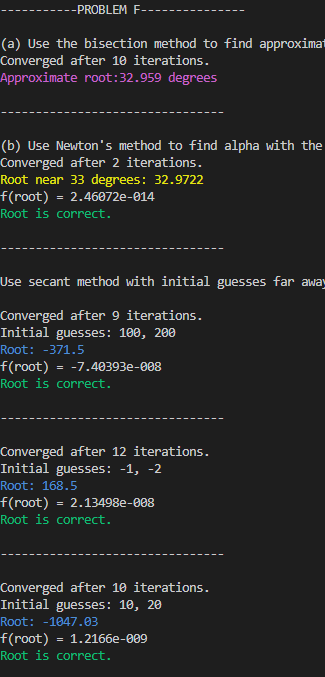 -----------PROBLEM F---------------
(a) Use the bisection method to find
Converged after 10 iterations.
Approximate root:32.959 degrees
--------------------------------
(b) Use Newton's method to find alpha with the
Converged after 2 iterations.
Root near 33 degrees: 32.9722
f(root) = 2.46072e-014
Root is correct.
--------------------------------
Use secant method with initial guesses far away
Converged after 9 iterations.
Initial guesses: 100, 200
Root: -371.5
f(root) = -7.40393e-008
Root is correct.
--------------------------------
Converged after 12 iterations.
Initial guesses: -1, -2
Root: 168.5
f(root) = 2.13498e-008
Root is correct.
--------------------------------
Converged after 10 iterations.
Initial guesses: 10, 20
Root: -1047.03
f(root) = 1.2166e-009
Root is correct.